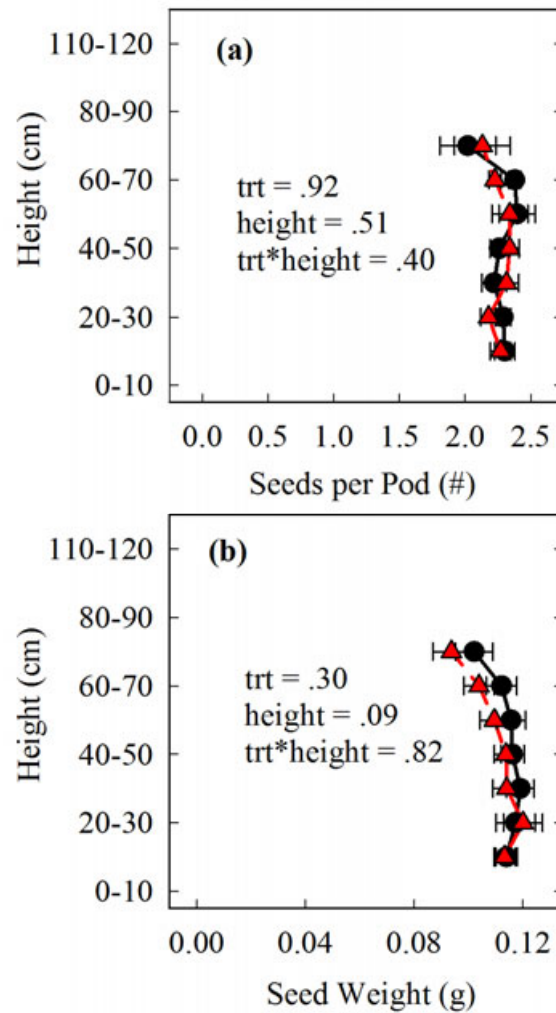 110-120
(a)
80-90
60-70
trt = .92
height = .51
40-50
trt*height = .40
20-30
0-10
Height (cm)
0.0 0.5 1.0 1.5 2.0 2.5
Seeds per Pod (#)
110-120
(b)
80-90
60-70
trt = .30
height = .09
40-50
trt*height = .82
20-30
0-10
Height (cm)
0.00 0.04 0.08 0.12
Seed Weight (g)